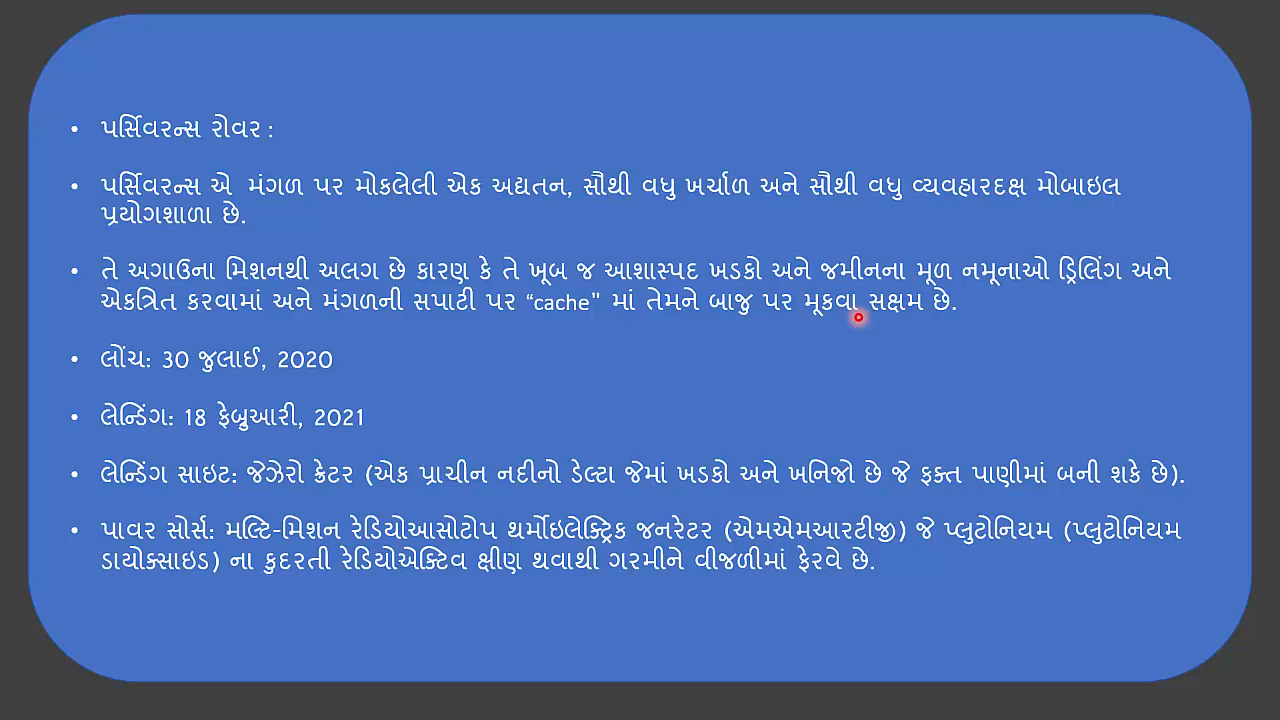 • પર્સિવરન્સ રોવર :
• પર્સિવરન્સ એ  મંગળ પર મોકલેલી એક અદ્યતન, સૌથી વધુ ખર્ચાળ અને સૌથી વધુ વ્યવહારદક્ષ મોબાઇલ
પ્રયોગશાળા છે.
• તે અગાઉના મિશનથી અલગ છે કારણ કે તે ખૂબ જ આશાસ્પદ ખડકો અને જમીનના મૂળ નમૂનાઓ ડ્રિલિંગ અને
એકત્રિત કરવામાં અને મંગળની સપાટી પર “cache" માં તેમને બાજુ પર મૂકવા સક્ષમ છે.
• લોંચ: 30 જુલાઈ, 2020
• લેન્ડિંગ: 18 ફેબ્રુઆરી, 2021
• લેન્ડિંગ સાઇટ: જેઝેરો ક્રેટર (એક પ્રાચીન નદીનો ડેલ્ટા જેમાં ખડકો અને ખનિજો છે જે ફક્ત પાણીમાં બની શકે છે).
• પાવર સોર્સ: મલ્ટિ-મિશન રેડિયોઆસોટોપ થર્મોઇલેક્ટ્રિક જનરેટર (એમએમઆરટીજી) જે પ્લુટોનિયમ (પ્લુટોનિયમ
ડાયોક્સાઇડ) ના કુદરતી રેડિયોએક્ટિવ ક્ષીણ થવાથી ગરમીને વીજળીમાં ફેરવે છે.